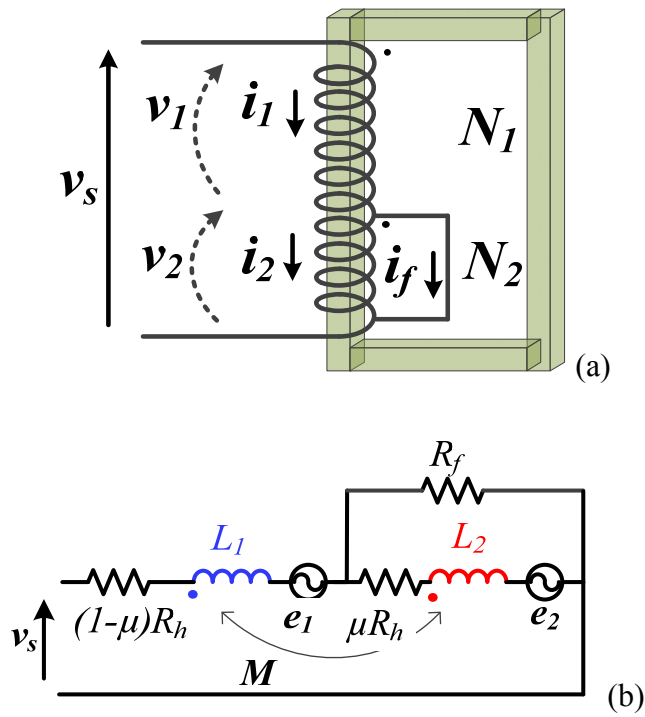 v1
i1
N1
vs
v2
i2
if
N2
(a)
Rf
L1
L2
(1-μ)Rh
e1
μRh
e2
vs
M
(b)